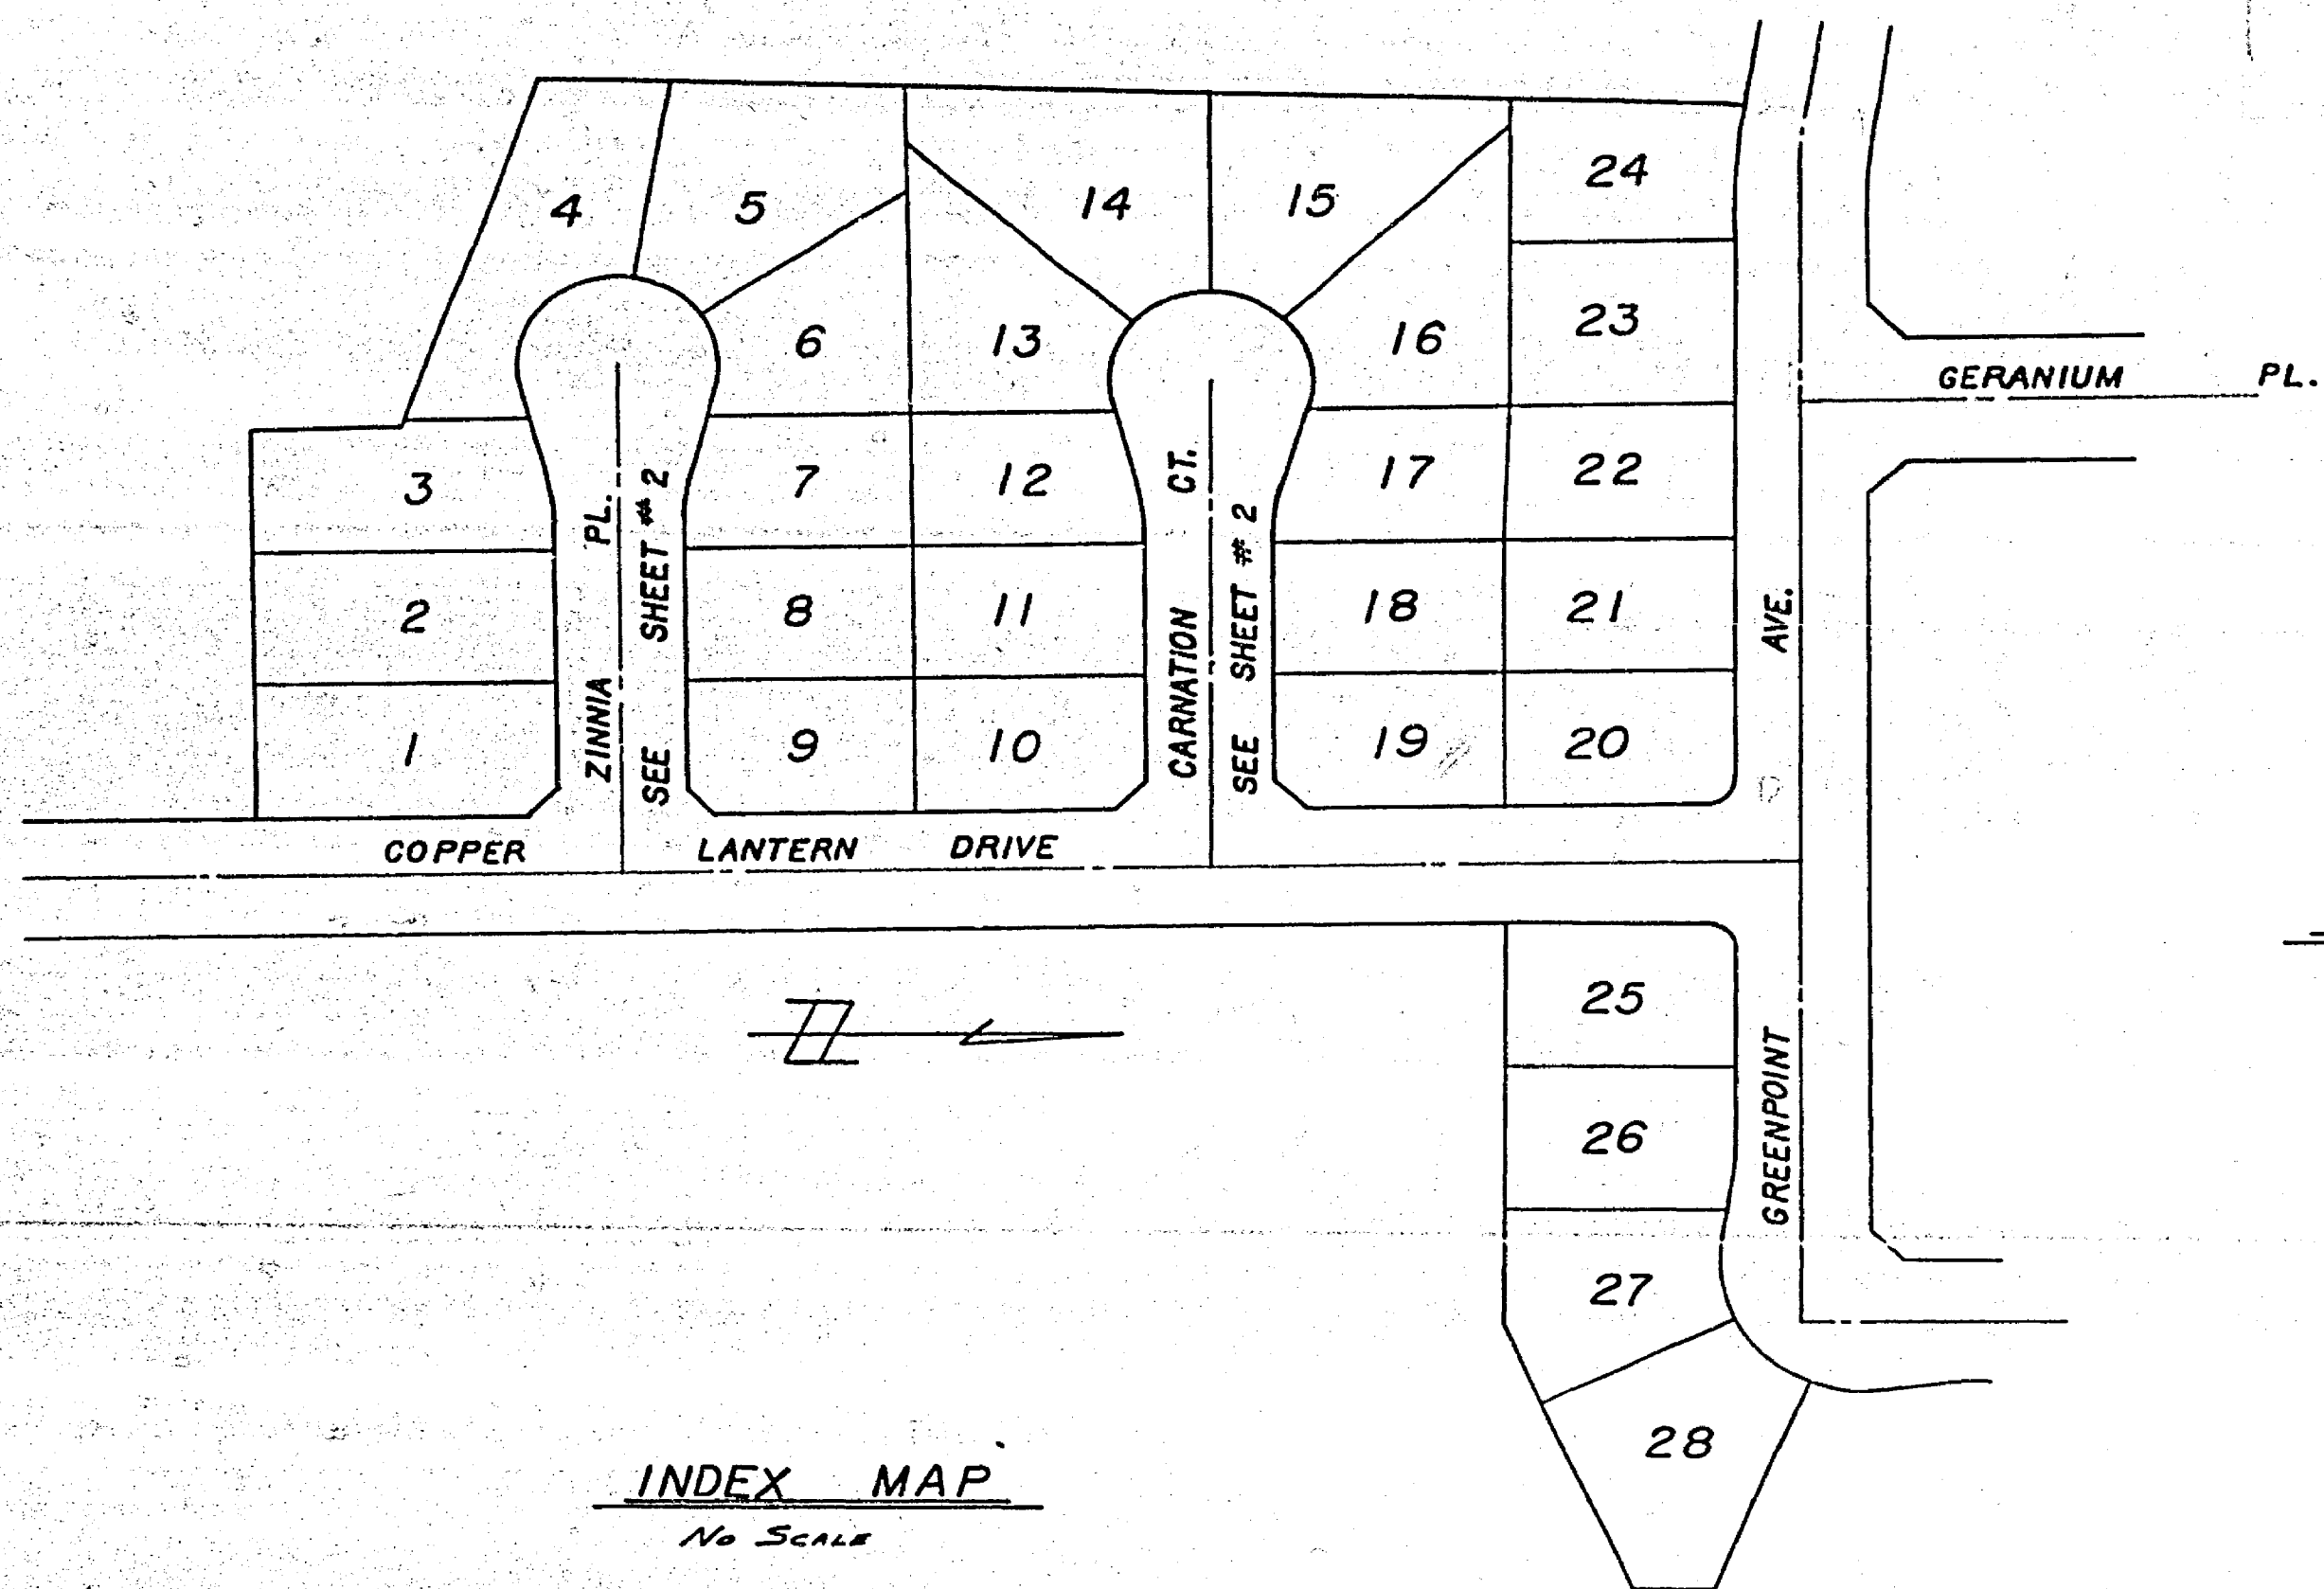 24
4
5
14
15
23
6
13
16
GERANIUM PL.
3
7
12
17
22
ZINNIA PL.
SEE SHEET # 2
CARNATION CT.
SEE SHEET # 2
2
8
11
18
21
GREENPOINT AVE.
1
9
10
19
20
COPPER LANTERN DRIVE
25
N
26
27
28
INDEX MAP
No Scale